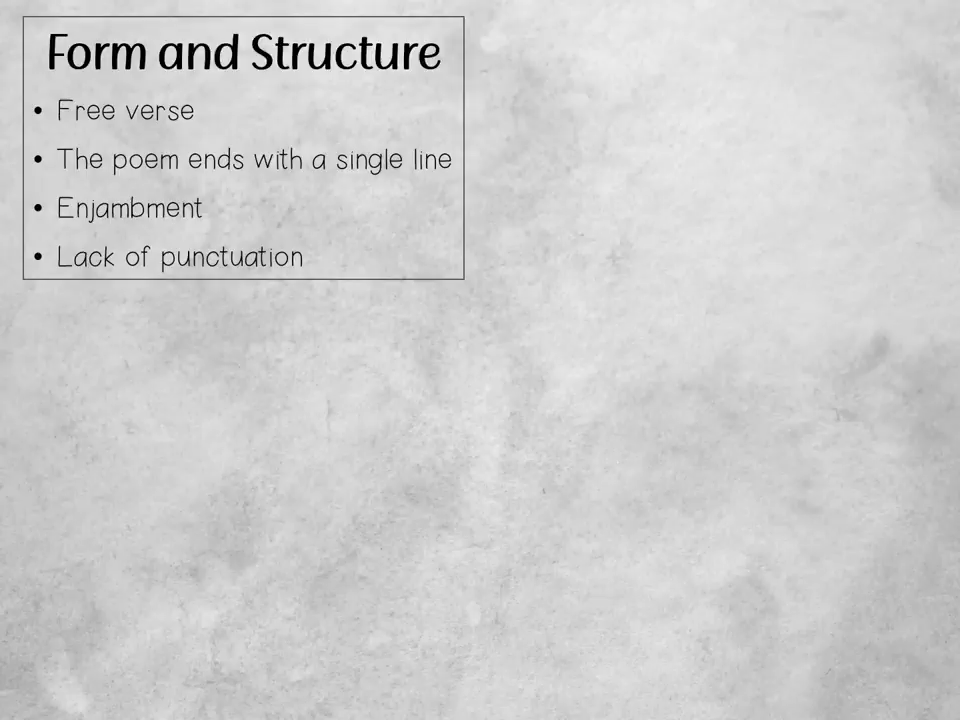 Form and Structure
• Free verse
• The poem ends with a single line
• Enjambment
• Lack of punctuation